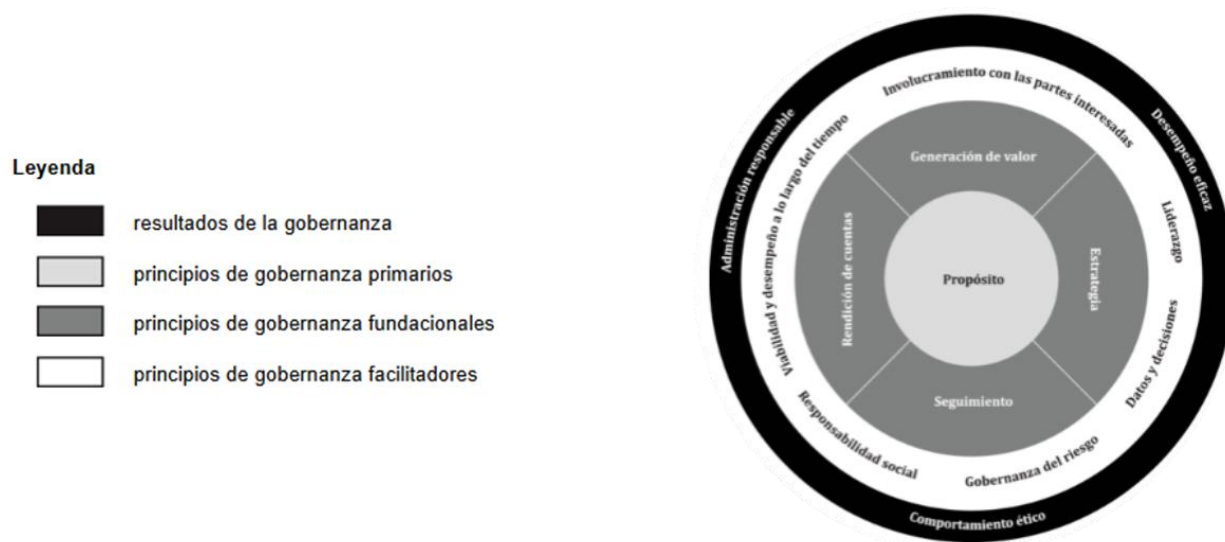 Leyenda
resultados de la gobernanza
principios de gobernanza primarios
principios de gobernanza fundacionales
principios de gobernanza facilitadores
Administración responsable
Desempeño eficaz
Comportamiento ético
Involucramiento con las partes interesadas
Liderazgo
Datos y decisiones
Gobernanza del riesgo
Responsabilidad social
Viabilidad y desempeño a lo largo del tiempo
Generación de valor
Estrategia
Seguimiento
Rendición de cuentas
Propósito